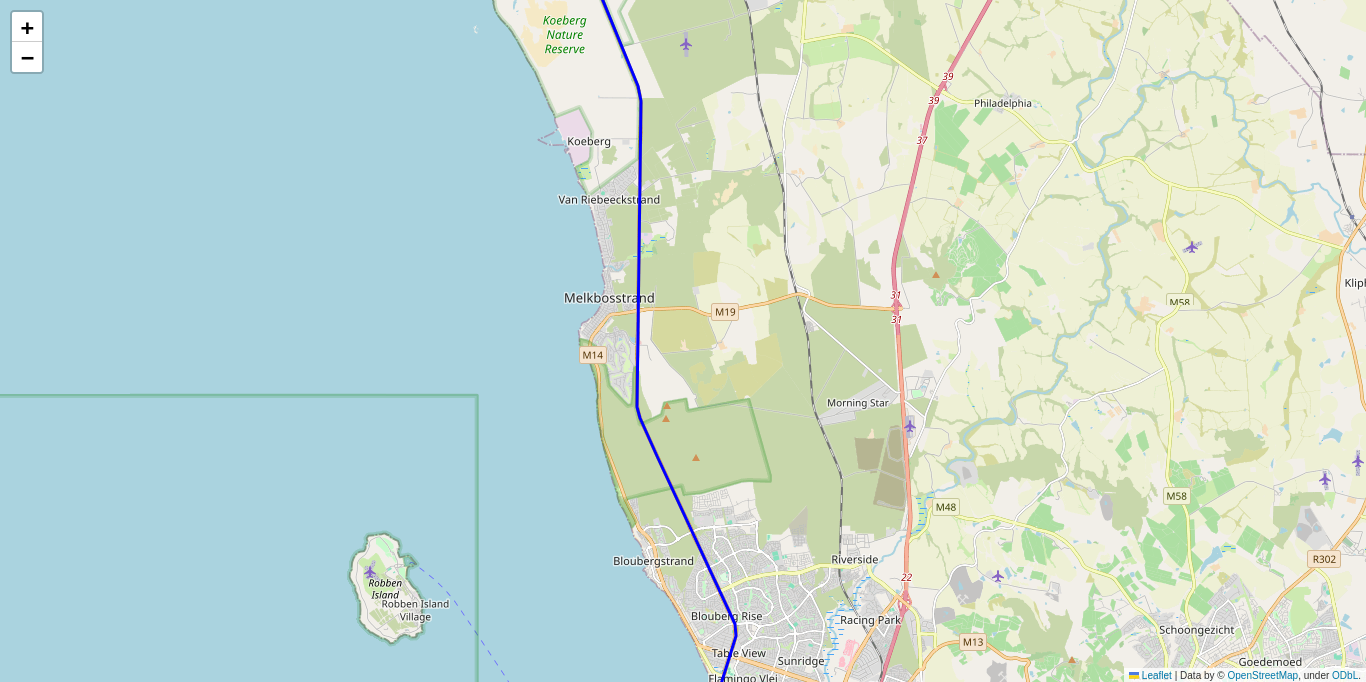 +
−
Koeberg
Nature
Reserve
39
39
Philadelphia
37
Koeberg
Van Riebeeckstrand
Melkbosstrand
31
M19
31
M58
M14
Morning Star
M58
M48
Bloubergstrand
Riverside
R302
Robben
Island
22
Robben Island
Village
Blouberg Rise
Racing Park
Schoongezicht
M13
Table View
Sunridge
Goedemoed
Flamingo Vlei
Leaflet | Data by © OpenStreetMap, under ODbL.